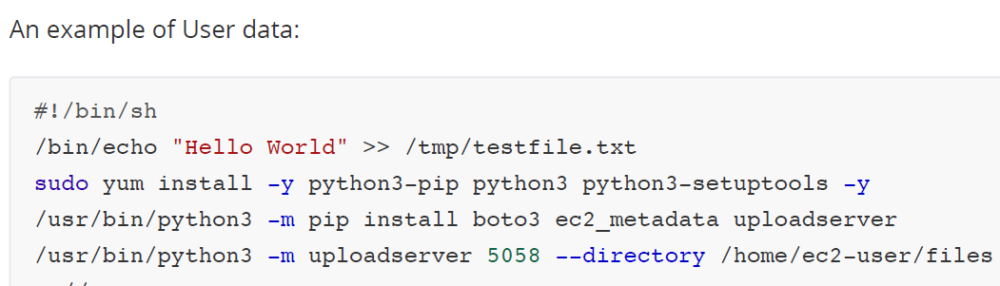 An example of User data:
#!/bin/sh
/bin/echo "Hello World" >> /tmp/testfile.txt
sudo yum install -y python3-pip python3 python3-setuptools -y
/usr/bin/python3 -m pip install boto3 ec2_metadata uploadserver
/usr/bin/python3 -m uploadserver 5058 --directory /home/ec2-user/files